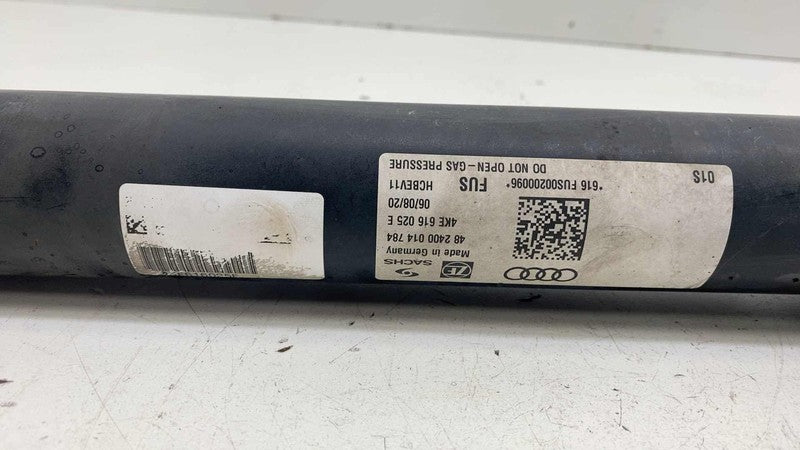 ZF SACHS
Made in Germany
48 2400 014 784
4KE 616 025 E
06/08/20 FUS
HCBEV11
*616 FUS00200096*
DO NOT OPEN-GAS PRESSURE
01S